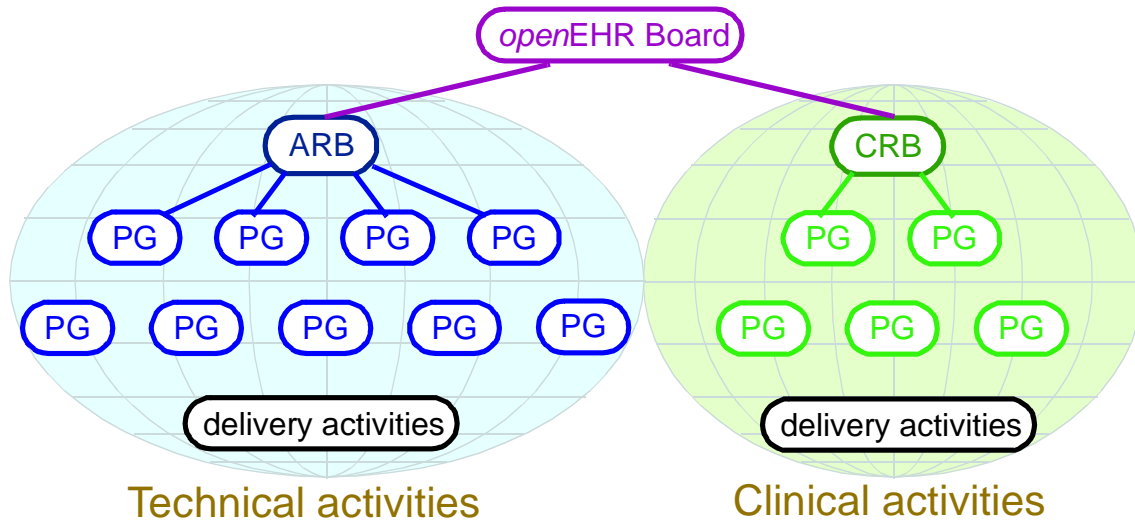 openEHR Board
ARB
CRB
PG PG PG PG
PG PG
PG PG PG PG PG
PG PG PG
delivery activities
delivery activities
Technical activities
Clinical activities